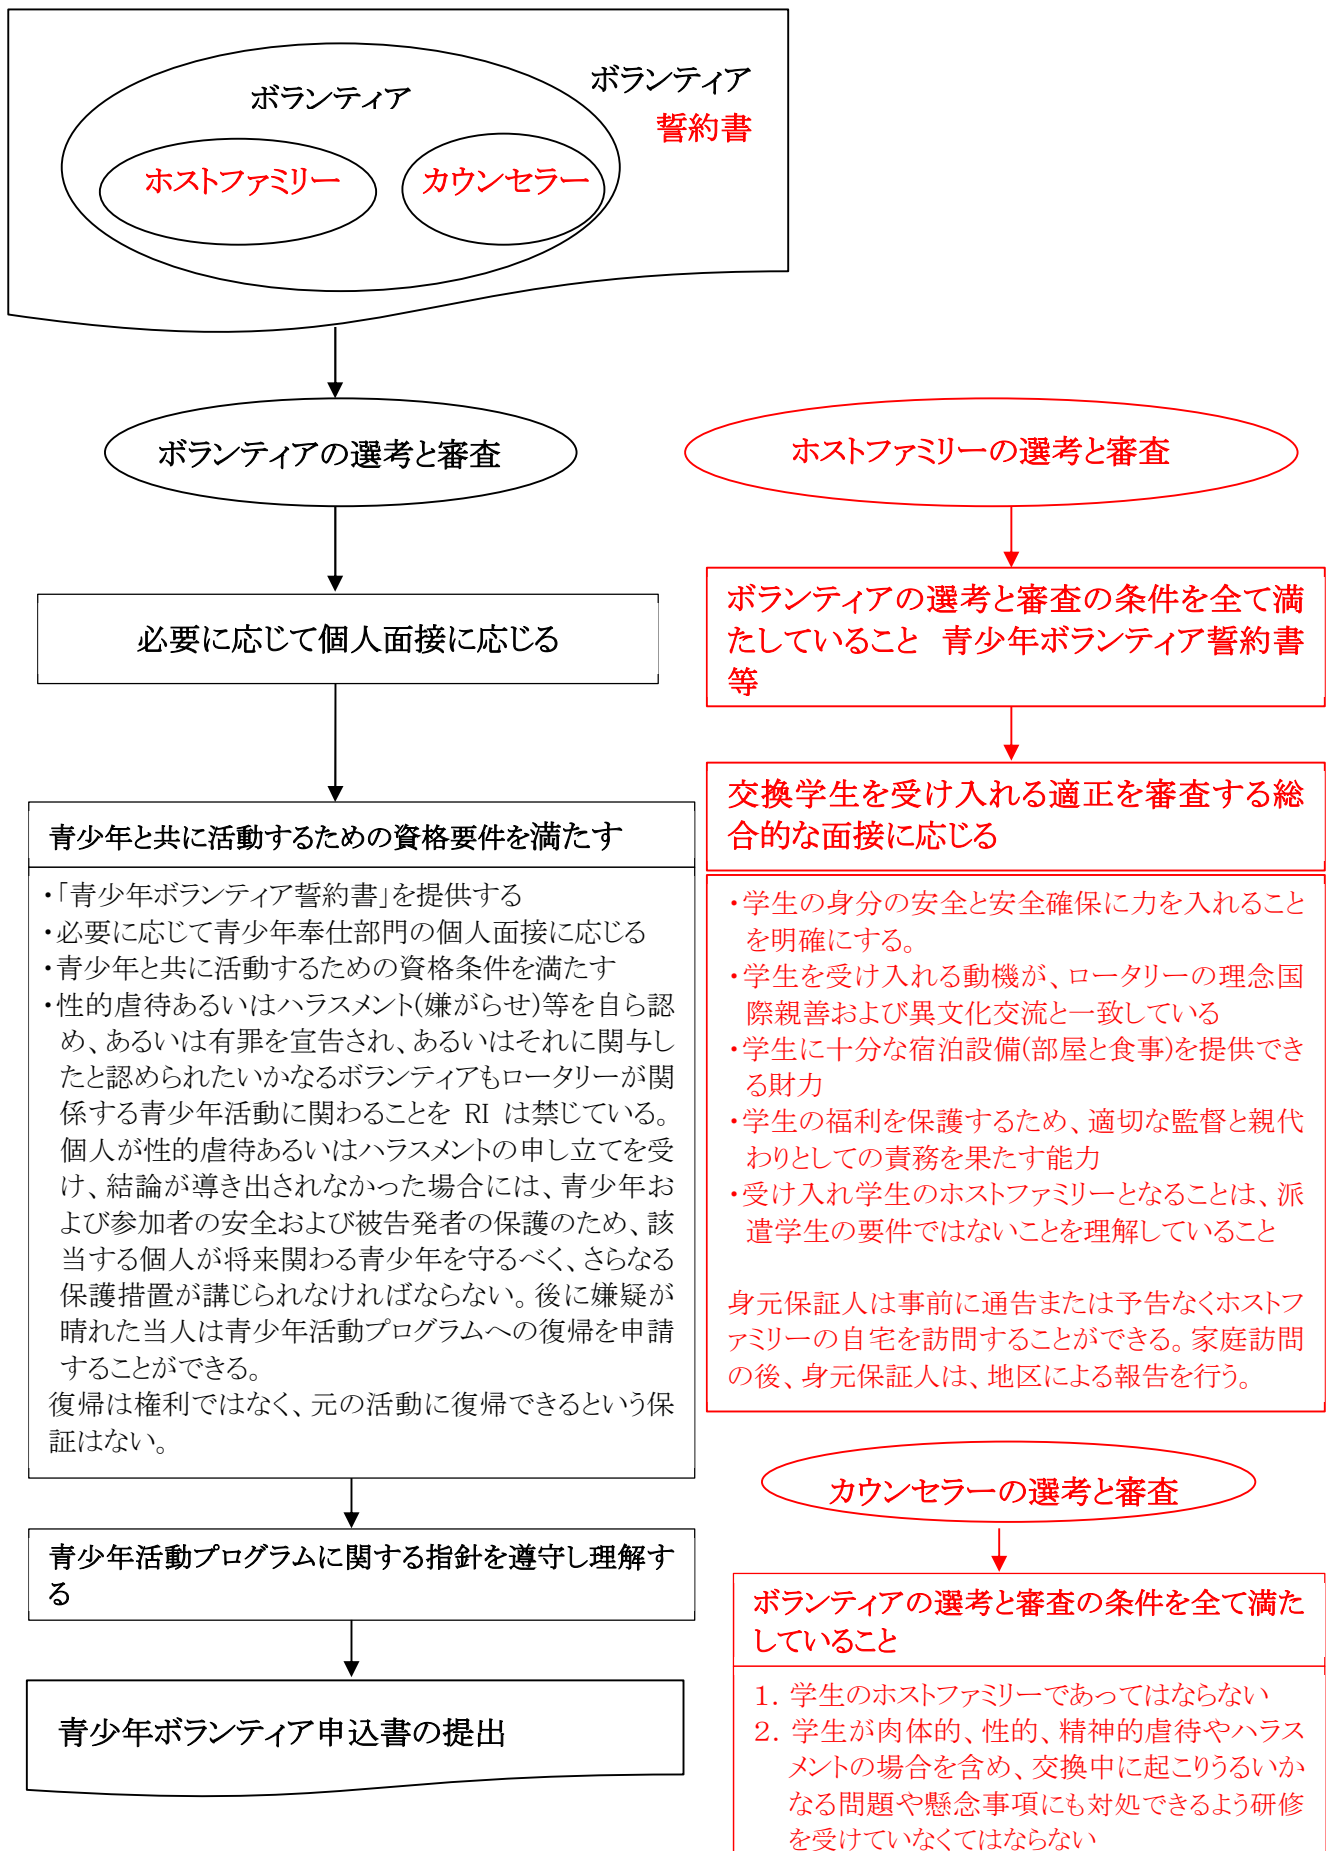 ボランティア
ボランティア
誓約書
ホストファミリー
カウンセラー
ボランティアの選考と審査
必要に応じて個人面接に応じる
青少年と共に活動するための資格要件を満たす
・「青少年ボランティア誓約書」を提供する
・必要に応じて青少年奉仕部門の個人面接に応じる
・青少年と共に活動するための資格条件を満たす
・性的虐待あるいはハラスメント(嫌がらせ)等を自ら認
め、あるいは有罪を宣告され、あるいはそれに関与し
たと認められたいかなるボランティアもロータリーが関
係する青少年活動に関わることを RI は禁じている。
個人が性的虐待あるいはハラスメントの申し立てを受
け、結論が導き出されなかった場合には、青少年お
よび参加者の安全および被告発者の保護のため、該
当する個人が将来関わる青少年を守るべく、さらなる
保護措置が講じられなければならない。後に嫌疑が
晴れた当人は青少年活動プログラムへの復帰を申請
することができる。
復帰は権利ではなく、元の活動に復帰できるという保
証はない。
青少年活動プログラムに関する指針を遵守し理解す
る
青少年ボランティア申込書の提出
ホストファミリーの選考と審査
ボランティアの選考と審査の条件を全て満
たしていること　青少年ボランティア誓約書
等
交換学生を受け入れる適正を審査する総
合的な面接に応じる
・学生の身分の安全と安全確保に力を入れること
を明確にする。
・学生を受け入れる動機が、ロータリーの理念国
際親善および異文化交流と一致している
・学生に十分な宿泊設備(部屋と食事)を提供でき
る財力
・学生の福利を保護するため、適切な監督と親代
わりとしての責務を果たす能力
・受け入れ学生のホストファミリーとなることは、派
遣学生の要件ではないことを理解していること
身元保証人は事前に通告または予告なくホストフ
ァミリーの自宅を訪問することができる。家庭訪問
の後、身元保証人は、地区による報告を行う。
カウンセラーの選考と審査
ボランティアの選考と審査の条件を全て満た
していること
1. 学生のホストファミリーであってはならない
2. 学生が肉体的、性的、精神的虐待やハラス
メントの場合を含め、交換中に起こりうるいか
なる問題や懸念事項にも対処できるよう研修
を受けていなくてはならない